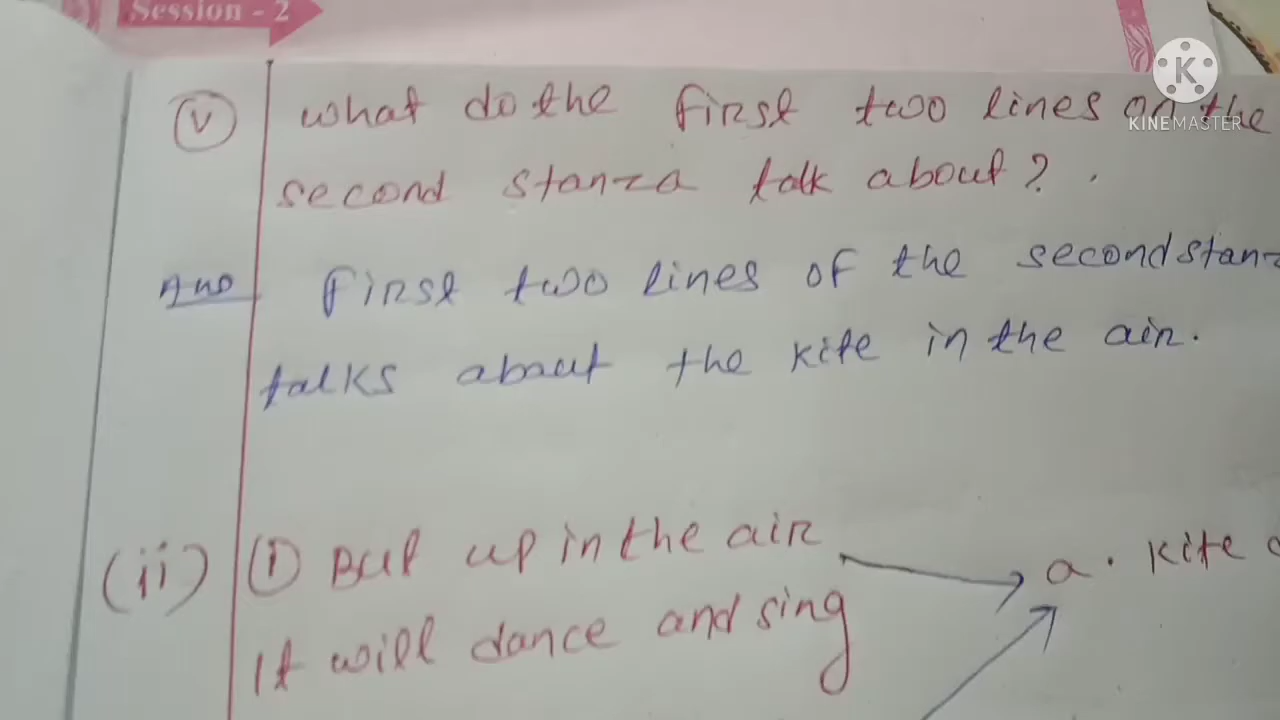 Session - 2
K
KINEMASTER
(v) what do the first two lines on the
second stanza talk about? .
Ans first two lines of the second stanz
talks about the kite in the air.
(ii) (1) But up in the air
It will dance and sing
a. kite